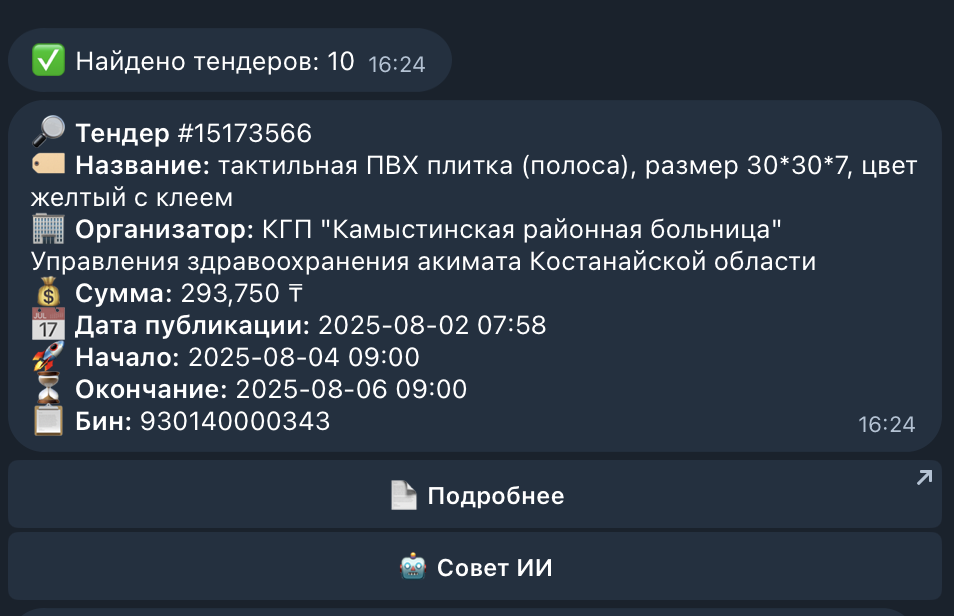 ✅ Найдено тендеров: 10 16:24
🔎 Тендер #15173566
🏷 Название: тактильная ПВХ плитка (полоса), размер 30*30*7, цвет
желтый с клеем
🏢 Организатор: КГП "Камыстинская районная больница"
Управления здравоохранения акимата Костанайской области
💰 Сумма: 293,750 ₸
📅 Дата публикации: 2025-08-02 07:58
🚀 Начало: 2025-08-04 09:00
⏳ Окончание: 2025-08-06 09:00
📋 Бин: 930140000343 16:24
📄 Подробнее
🤖 Совет ИИ